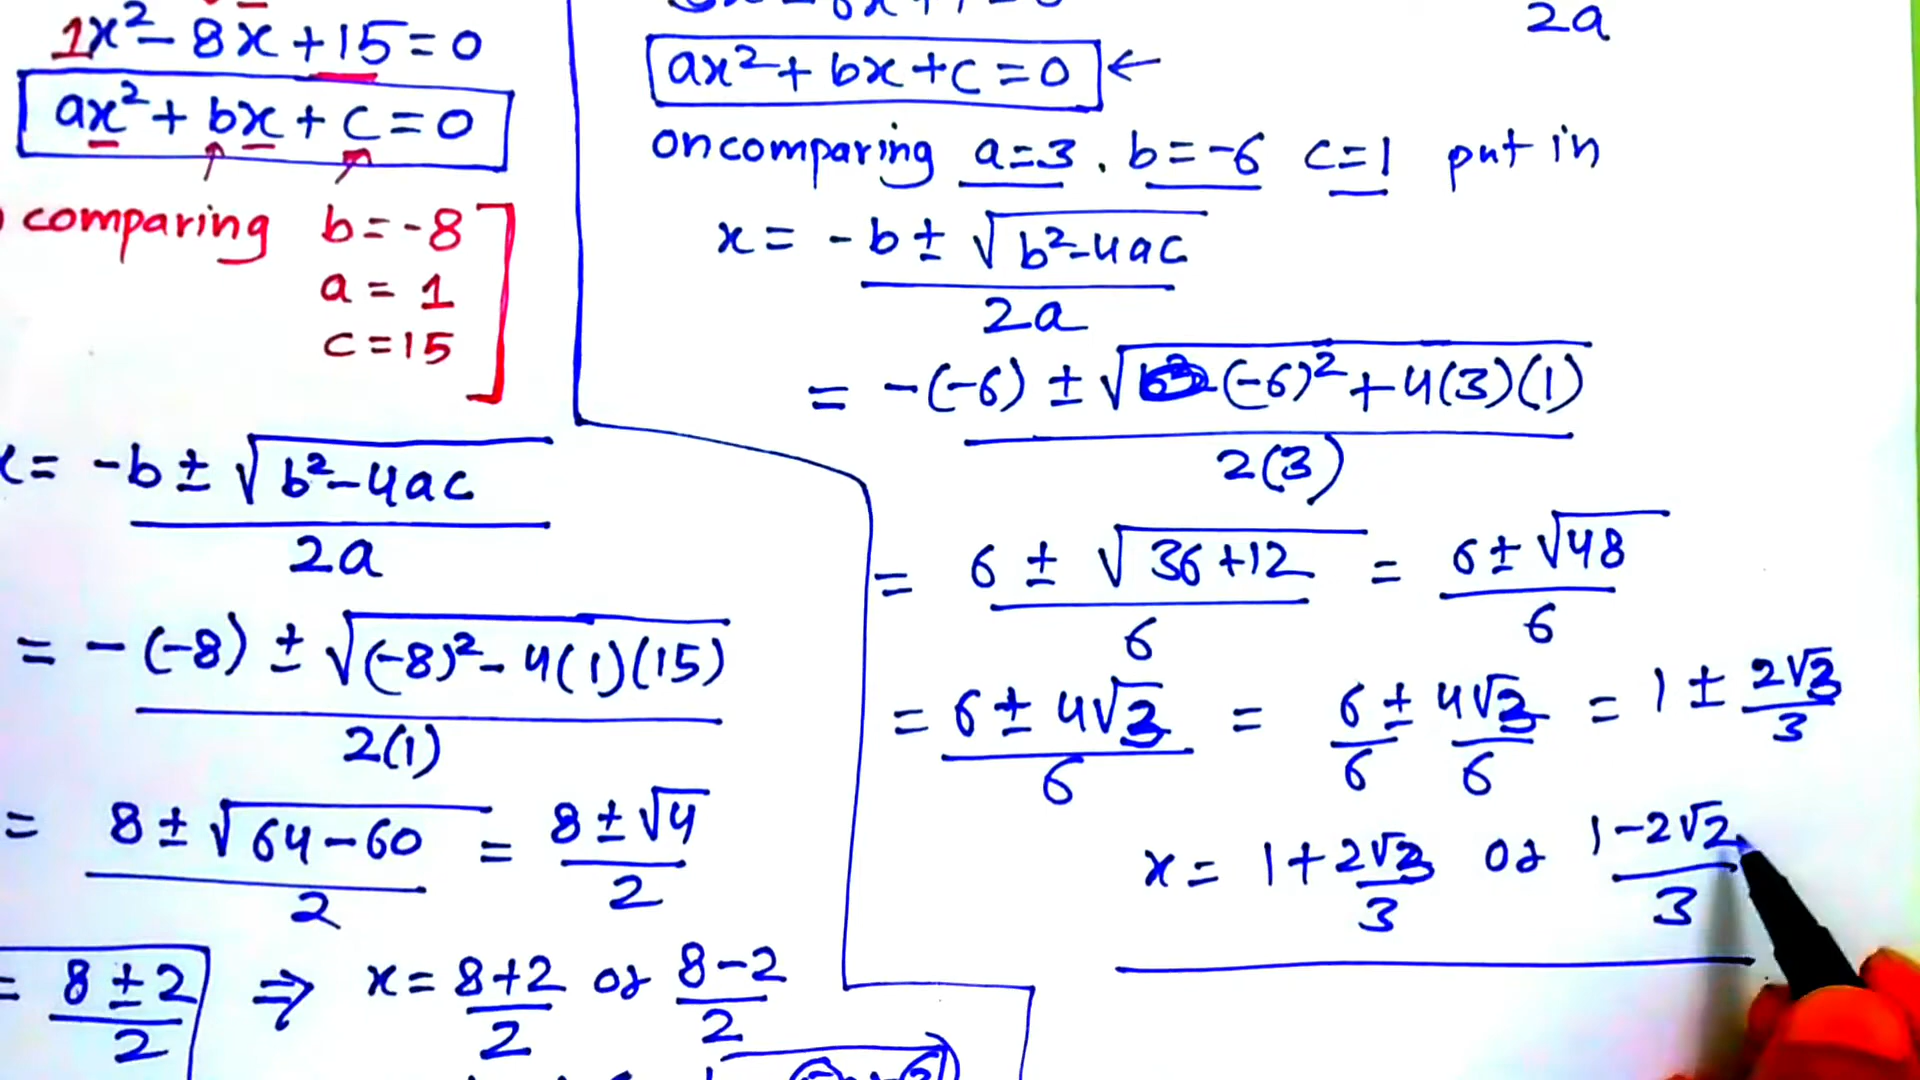 1x² - 8x + 15 = 0
ax² + bx + c = 0
comparing b = -8
a = 1
c = 15
x = -b ± √b² - 4ac / 2a
= -(-8) ± √(-8)² - 4(1)(15) / 2(1)
= 8 ± √64 - 60 / 2 = 8 ± √4 / 2
= 8 ± 2 / 2 ⇒ x = 8 + 2 / 2 or 8 - 2 / 2
2a
ax² + bx + c = 0 ←
on comparing a = 3 . b = -6 c = 1 put in
x = -b ± √b² - 4ac / 2a
= -(-6) ± √(-6)² + 4(3)(1) / 2(3)
= 6 ± √36 + 12 / 6 = 6 ± √48 / 6
= 6 ± 4√3 / 6 = 6/6 ± 4√3/6 = 1 ± 2√3/3
x = 1 + 2√3/3 or 1 - 2√2 / 3